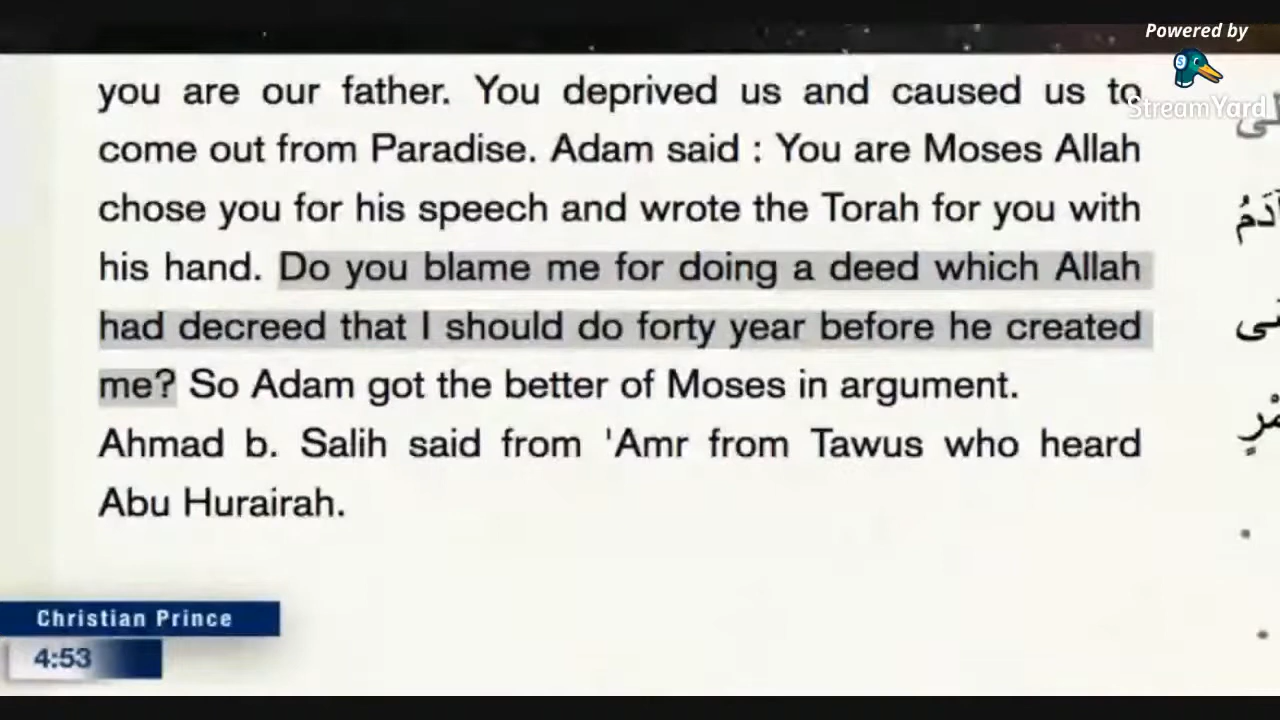 Powered by
StreamYard
you are our father. You deprived us and caused us to
come out from Paradise. Adam said : You are Moses Allah
chose you for his speech and wrote the Torah for you with
his hand. Do you blame me for doing a deed which Allah
had decreed that I should do forty year before he created
me? So Adam got the better of Moses in argument.
Ahmad b. Salih said from 'Amr from Tawus who heard
Abu Hurairah.
Christian Prince
4:53